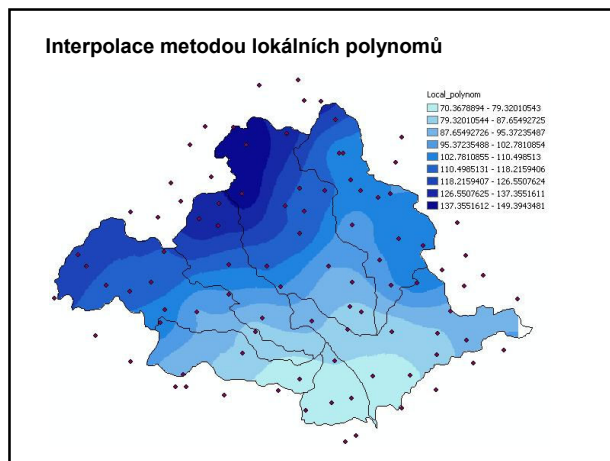 Interpolace metodou lokálních polynomů
Local_polynom
70.3678894 - 79.32010543
79.32010544 - 87.65492725
87.65492726 - 95.37235487
95.37235488 - 102.7810854
102.7810855 - 110.498513
110.4985131 - 118.2159406
118.2159407 - 126.5507624
126.5507625 - 137.3551611
137.3551612 - 149.3943481